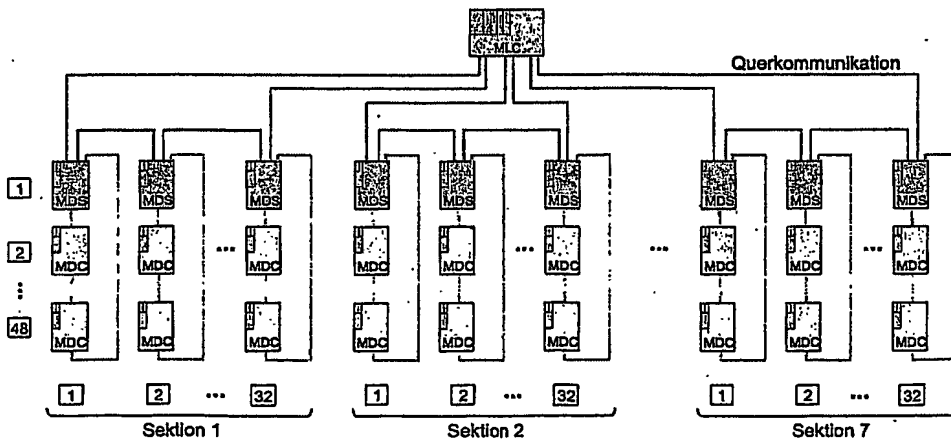 MLC
Querkommunikation
1 MDS MDS MDS MDS MDS MDS MDS MDS MDS
2 MDC MDC ... MDC MDC MDC ... MDC ... MDC MDC ... MDC
48 MDC MDC MDC MDC MDC MDC MDC MDC MDC
1 2 ... 32 1 2 ... 32 1 2 ... 32
Sektion 1 Sektion 2 Sektion 7